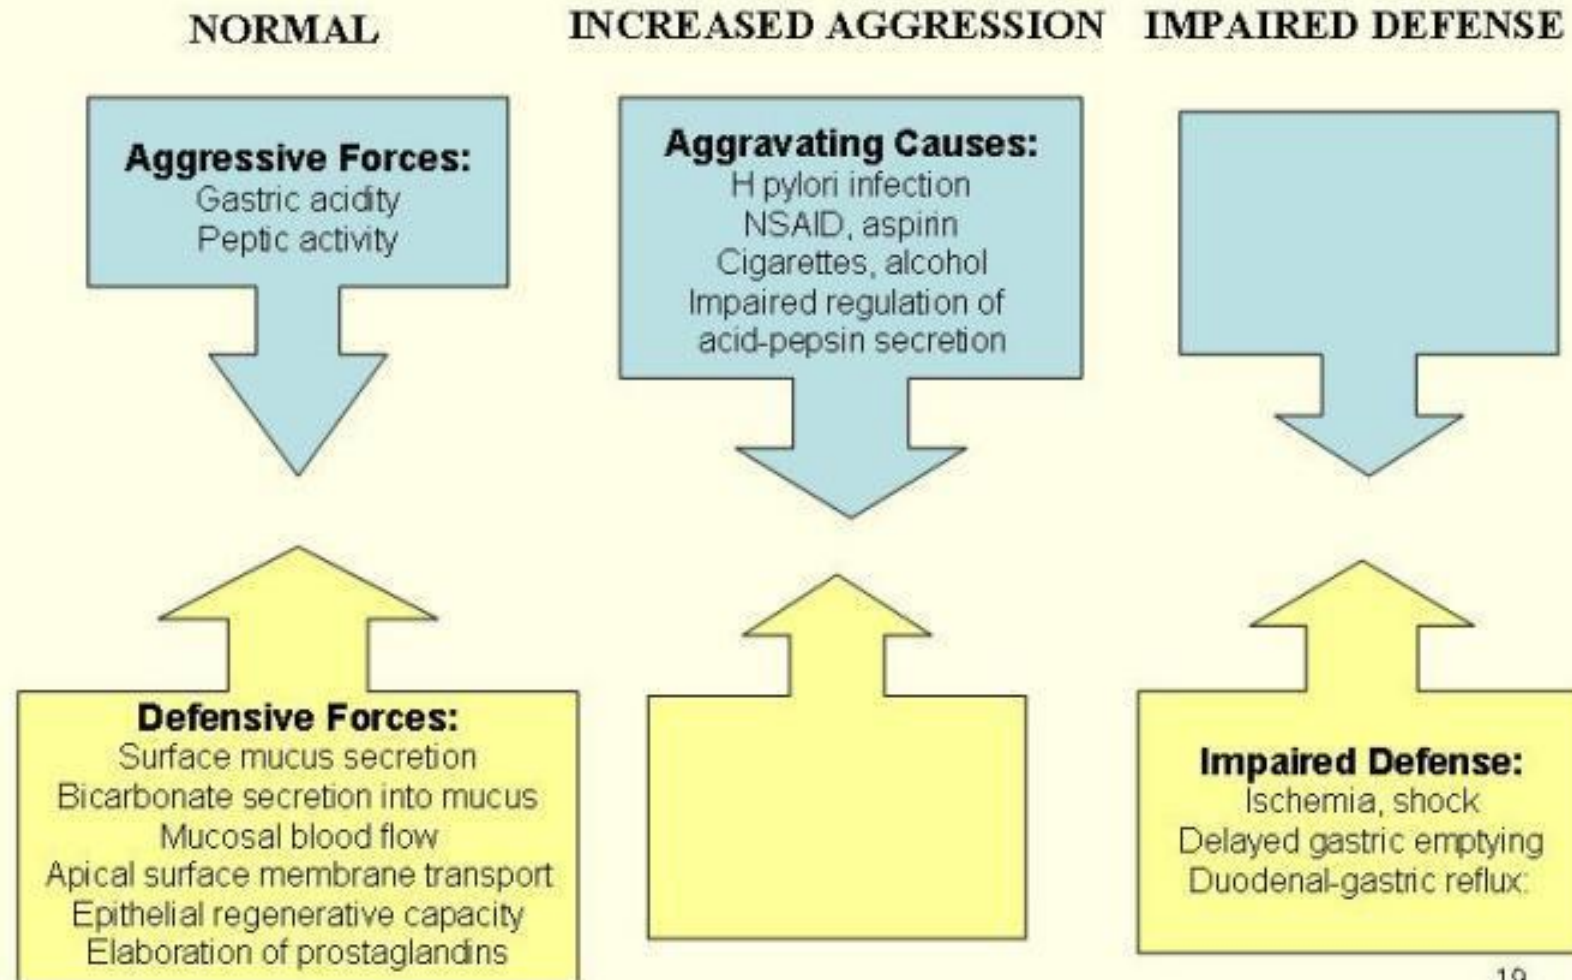 NORMAL
INCREASED AGGRESSION
IMPAIRED DEFENSE
Aggressive Forces:
Gastric acidity
Peptic activity
Aggravating Causes:
H pylori infection
NSAID, aspirin
Cigarettes, alcohol
Impaired regulation of
acid-pepsin secretion
Defensive Forces:
Surface mucus secretion
Bicarbonate secretion into mucus
Mucosal blood flow
Apical surface membrane transport
Epithelial regenerative capacity
Elaboration of prostaglandins
Impaired Defense:
Ischemia, shock
Delayed gastric emptying
Duodenal-gastric reflux: